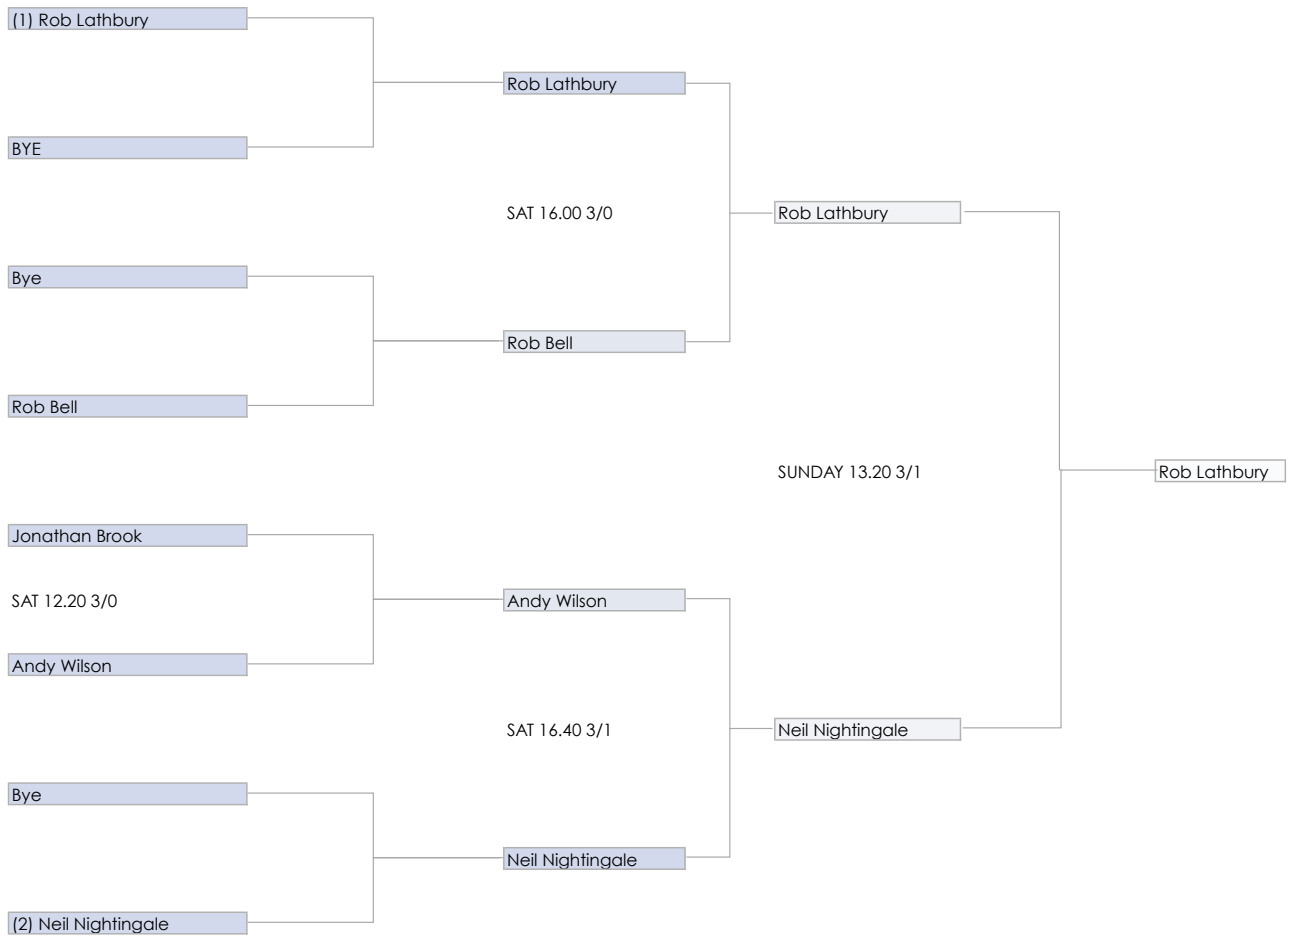 (1) Rob Lathbury
Rob Lathbury
BYE
SAT 16.00 3/0
Rob Lathbury
Bye
Rob Bell
Rob Bell
SUNDAY 13.20 3/1
Rob Lathbury
Jonathan Brook
SAT 12.20 3/0
Andy Wilson
Andy Wilson
SAT 16.40 3/1
Neil Nightingale
Bye
Neil Nightingale
(2) Neil Nightingale